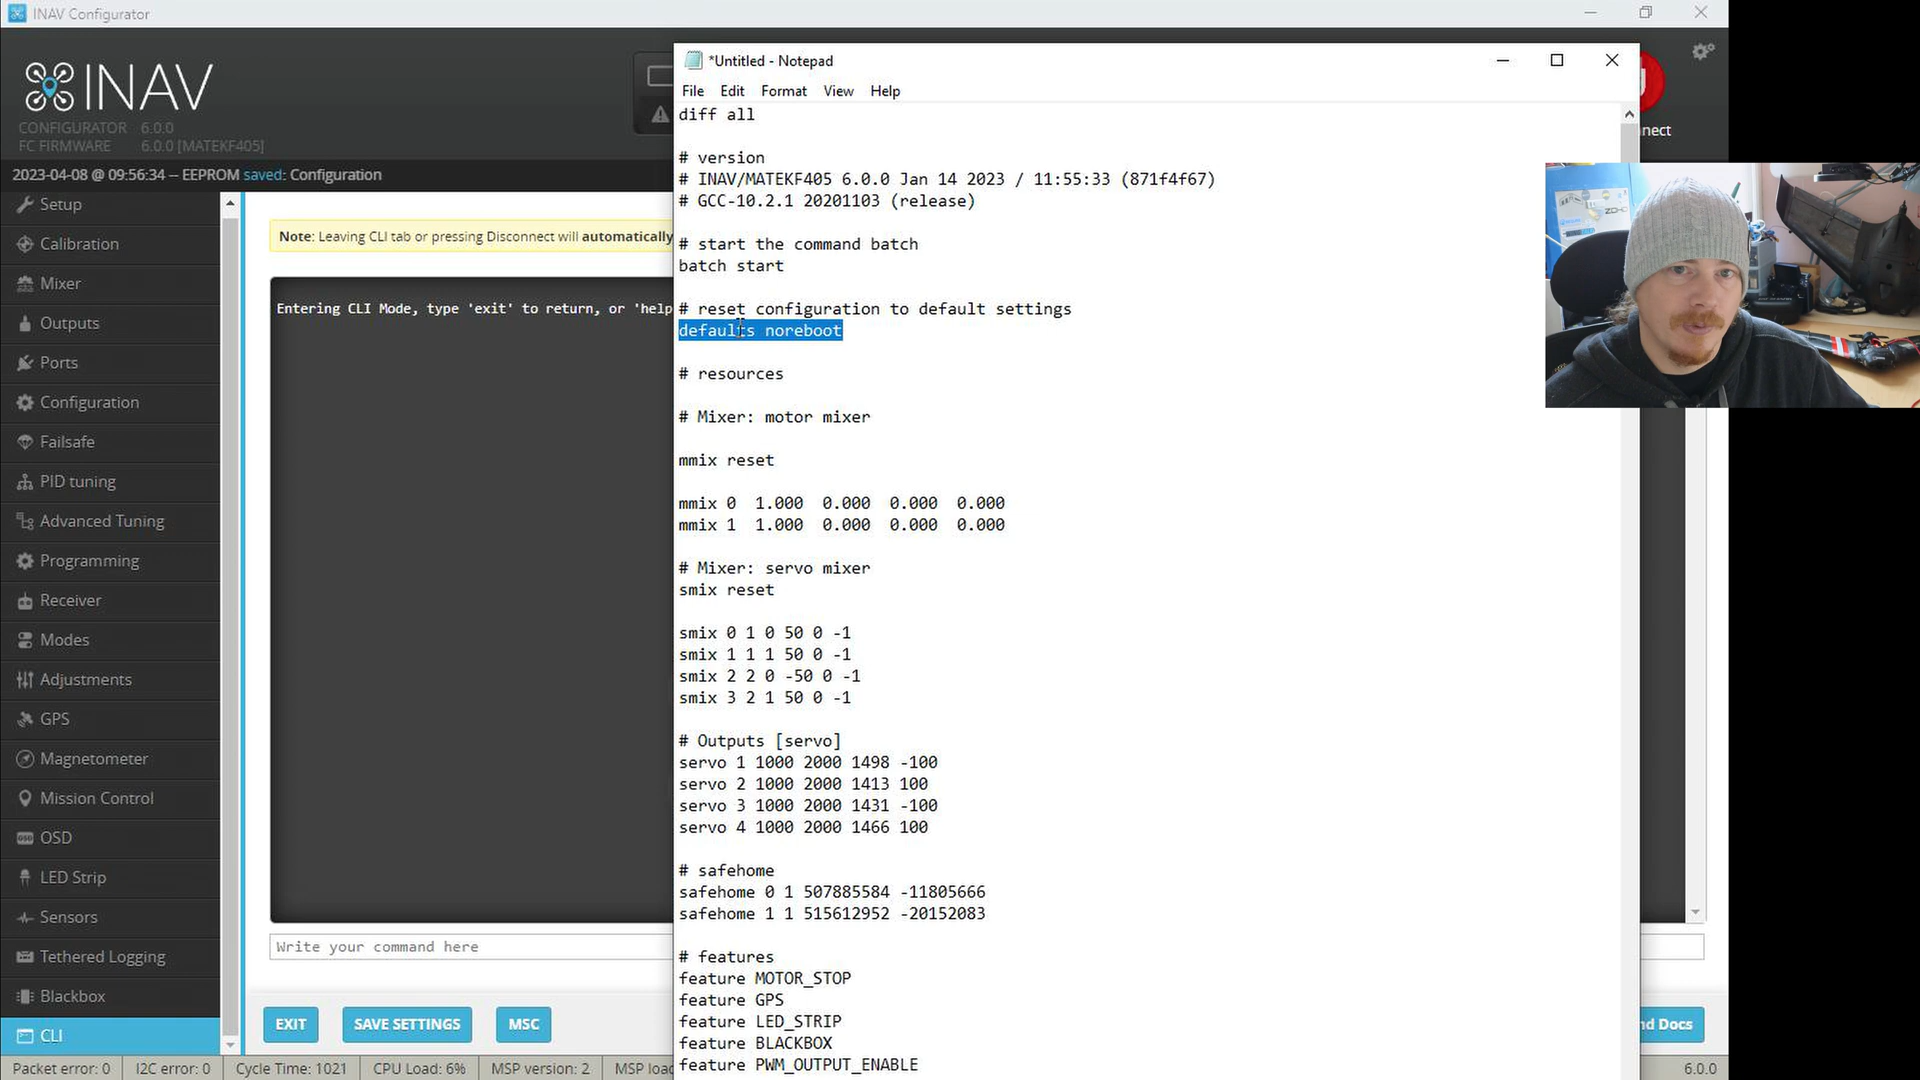 INAV Configurator
INAV
CONFIGURATOR 6.0.0
FC FIRMWARE 6.0.0 [MATEKF405]
2023-04-08 @ 09:56:34 -- EEPROM saved: Configuration
Setup
Calibration
Mixer
Outputs
Ports
Configuration
Failsafe
PID tuning
Advanced Tuning
Programming
Receiver
Modes
Adjustments
GPS
Magnetometer
Mission Control
OSD
LED Strip
Sensors
Tethered Logging
Blackbox
CLI
Note: Leaving CLI tab or pressing Disconnect will automatically
Entering CLI Mode, type 'exit' to return, or 'help
Write your command here
EXIT
SAVE SETTINGS
MSC
nd Docs
nnect
*Untitled - Notepad
File Edit Format View Help
diff all
# version
# INAV/MATEKF405 6.0.0 Jan 14 2023 / 11:55:33 (871f4f67)
# GCC-10.2.1 20201103 (release)
# start the command batch
batch start
# reset configuration to default settings
defaults noreboot
# resources
# Mixer: motor mixer
mmix reset
mmix 0 1.000 0.000 0.000 0.000
mmix 1 1.000 0.000 0.000 0.000
# Mixer: servo mixer
smix reset
smix 0 1 0 50 0 -1
smix 1 1 1 50 0 -1
smix 2 2 0 -50 0 -1
smix 3 2 1 50 0 -1
# Outputs [servo]
servo 1 1000 2000 1498 -100
servo 2 1000 2000 1413 100
servo 3 1000 2000 1431 -100
servo 4 1000 2000 1466 100
# safehome
safehome 0 1 507885584 -11805666
safehome 1 1 515612952 -20152083
# features
feature MOTOR_STOP
feature GPS
feature LED_STRIP
feature BLACKBOX
feature PWM_OUTPUT_ENABLE
Packet error: 0
I2C error: 0
Cycle Time: 1021
CPU Load: 6%
MSP version: 2
MSP loa
6.0.0